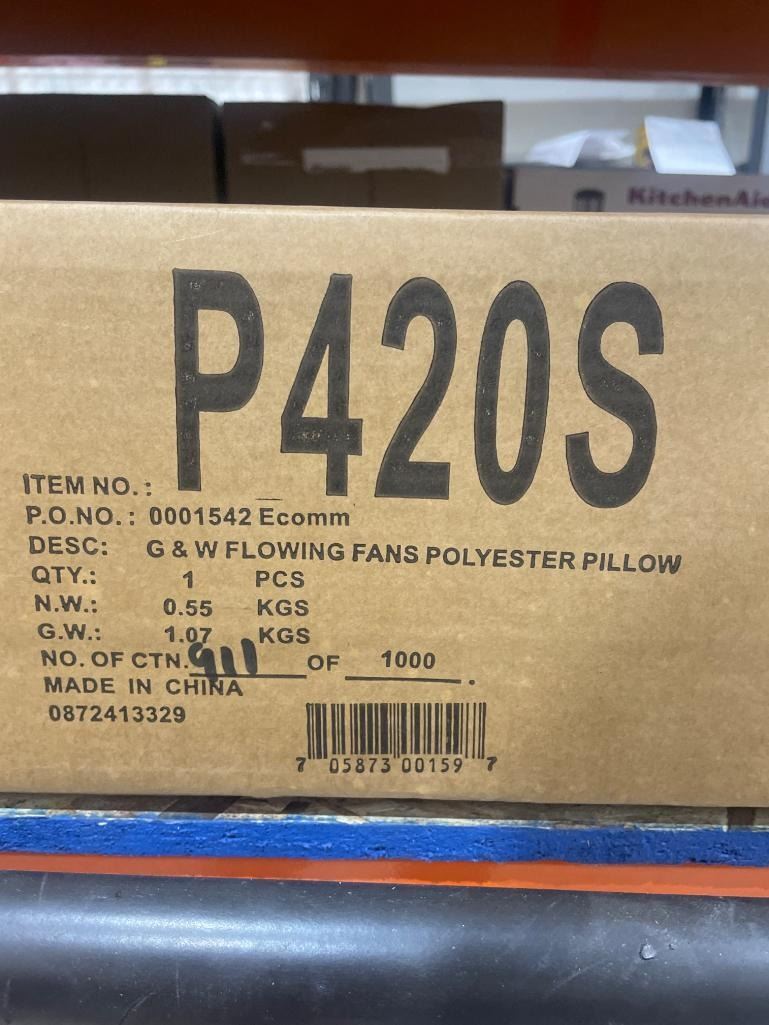 KitchenAid
P420S
ITEM NO.:
P.O.NO.: 0001542 Ecomm
DESC: G & W FLOWING FANS POLYESTER PILLOW
QTY.: 1 PCS
N.W.: 0.55 KGS
G.W.: 1.07 KGS
NO. OF CTN. 911 OF 1000.
MADE IN CHINA
0872413329
7 05873 00159 7